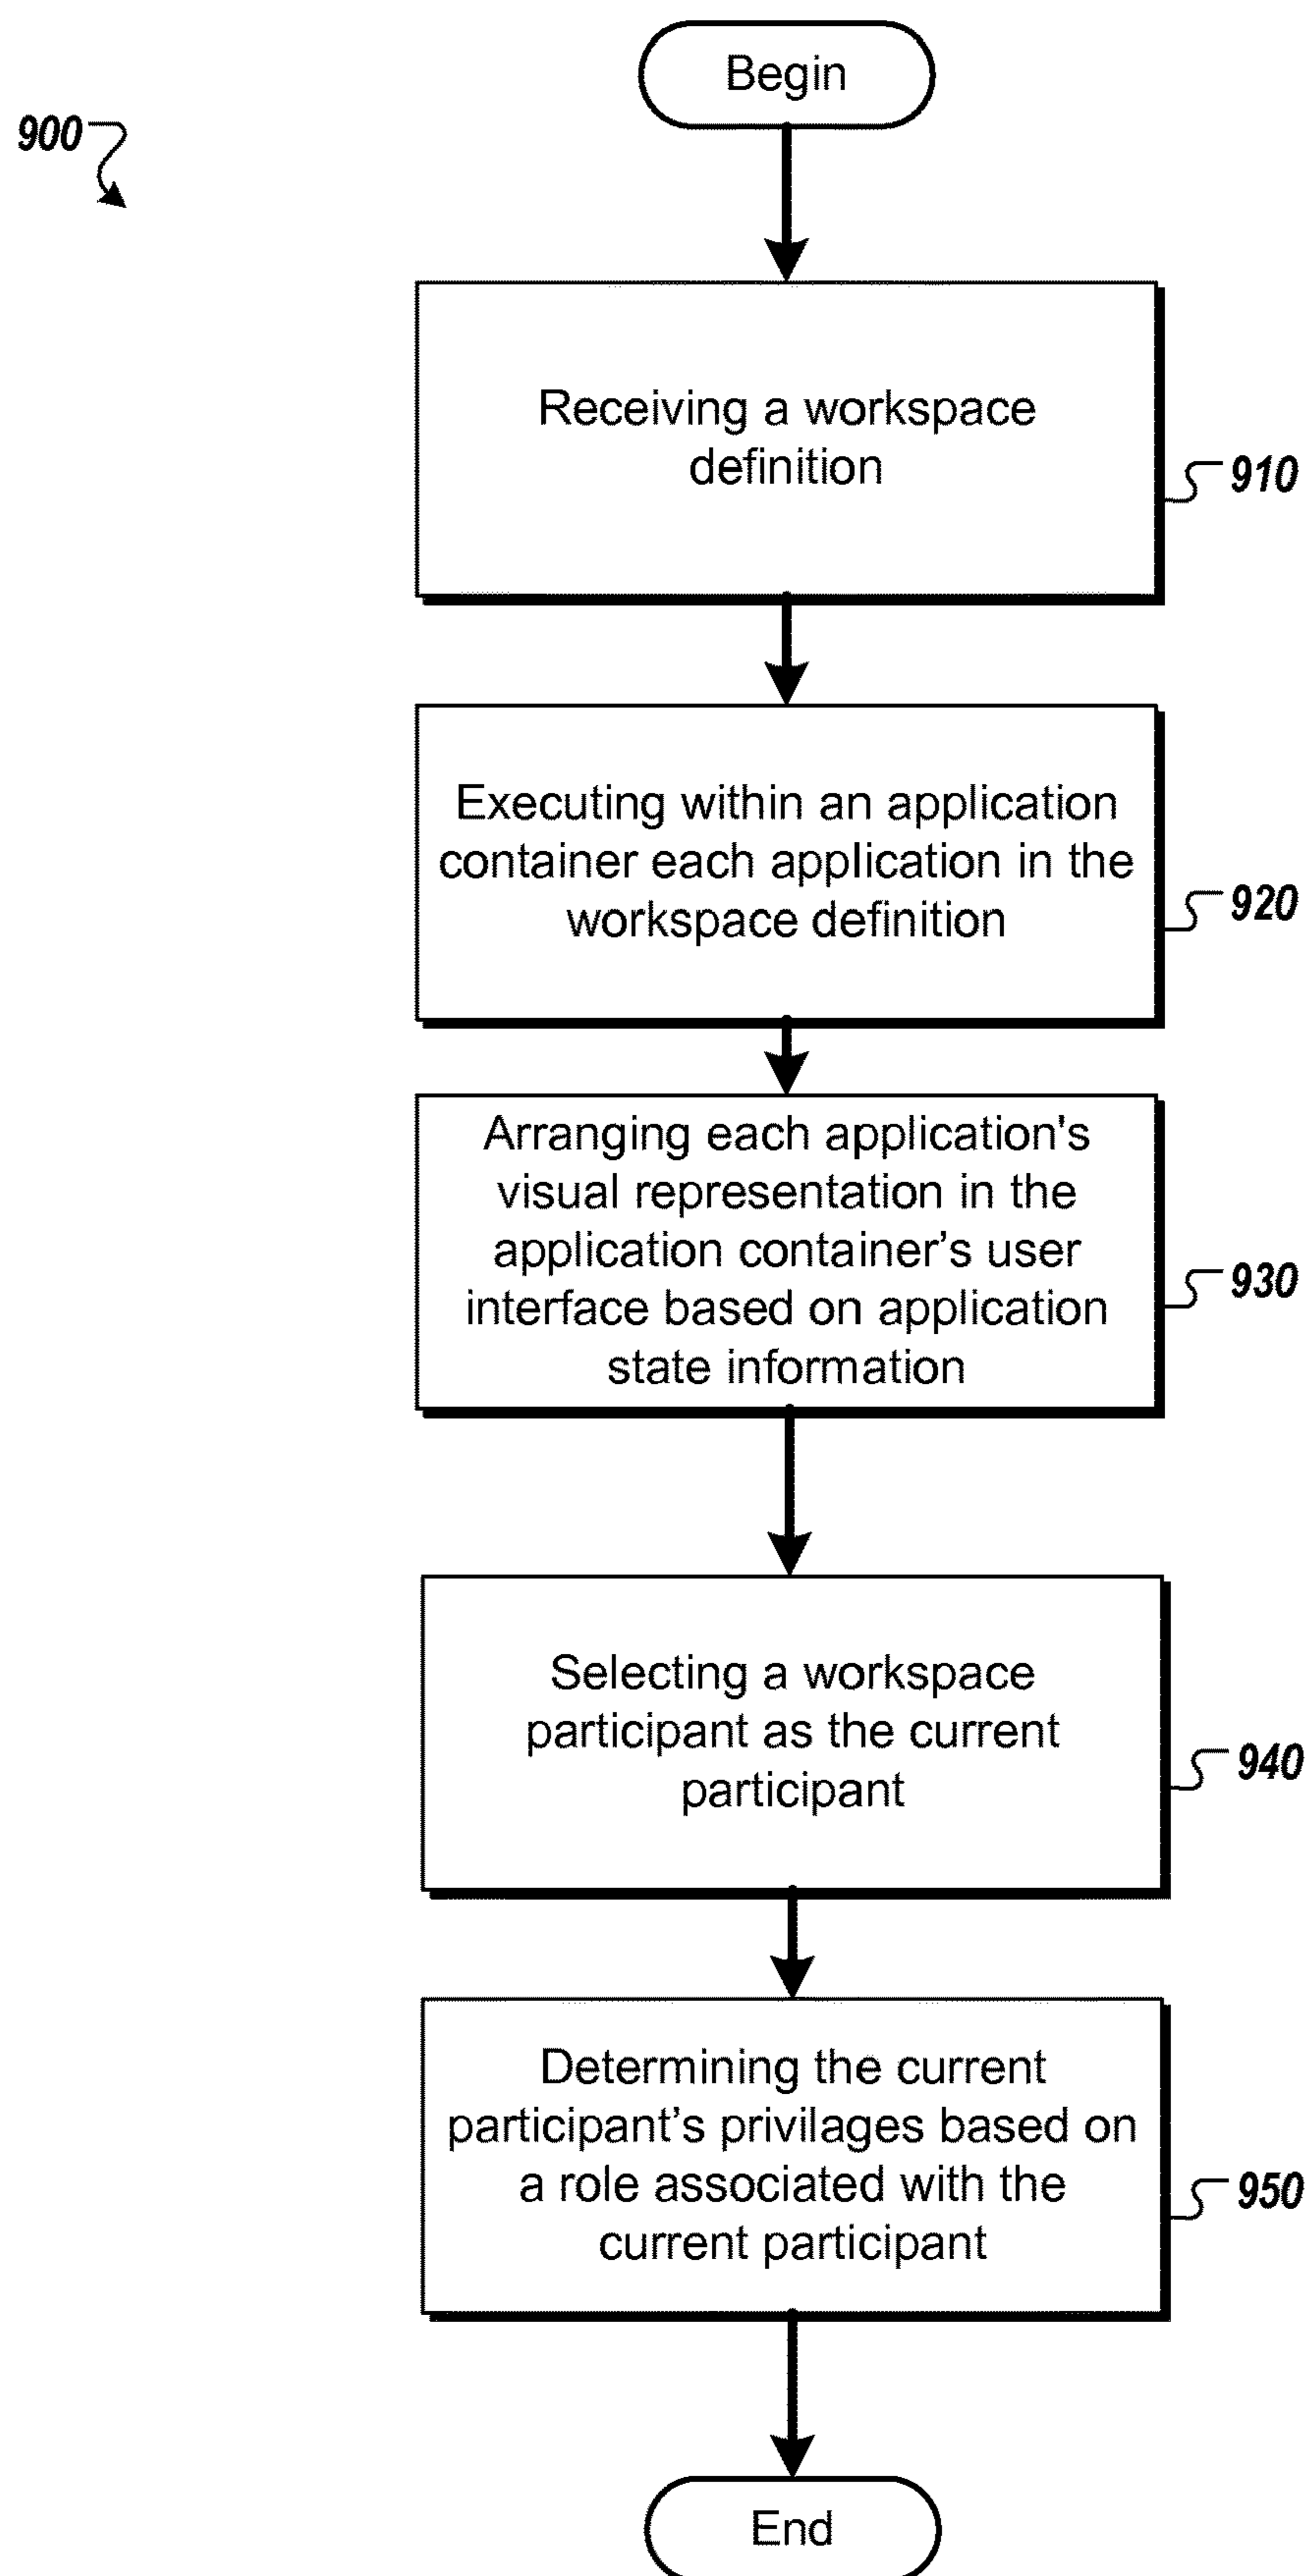 Begin
900
Receiving a workspace
definition
910
Executing within an application
container each application in the
workspace definition
920
Arranging each application's
visual representation in the
application container’s user
interface based on application
state information
930
Selecting a workspace
participant as the current
participant
940
Determining the current
participant’s privilages based on
a role associated with the
current participant
950
End